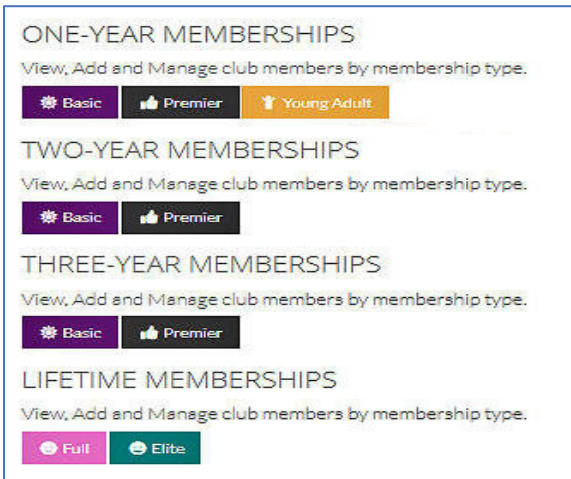 ONE-YEAR MEMBERSHIPS
View, Add and Manage club members by membership type.
Basic Premier Young Adult
TWO-YEAR MEMBERSHIPS
View, Add and Manage club members by membership type.
Basic Premier
THREE-YEAR MEMBERSHIPS
View, Add and Manage club members by membership type.
Basic Premier
LIFETIME MEMBERSHIPS
View, Add and Manage club members by membership type.
Full Elite